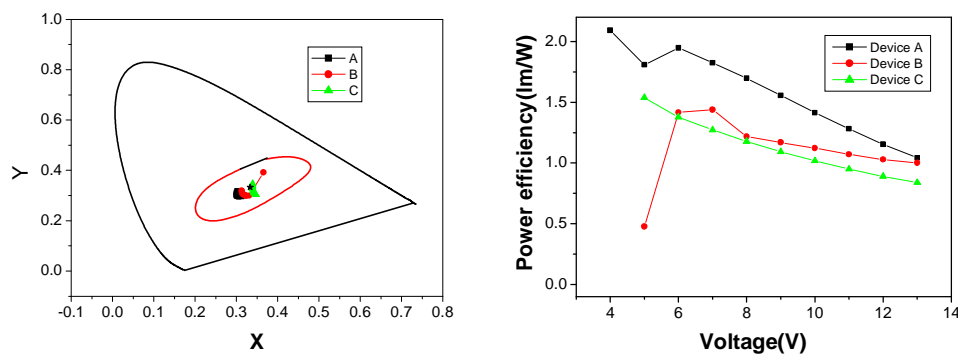 1.0
0.8
0.6
0.4
0.2
0.0
Y
-0.1 0.0 0.1 0.2 0.3 0.4 0.5 0.6 0.7 0.8
X
A
B
C
2.0
1.5
1.0
0.5
0.0
Power efficiency(lm/W)
4 6 8 10 12 14
Voltage(V)
Device A
Device B
Device C